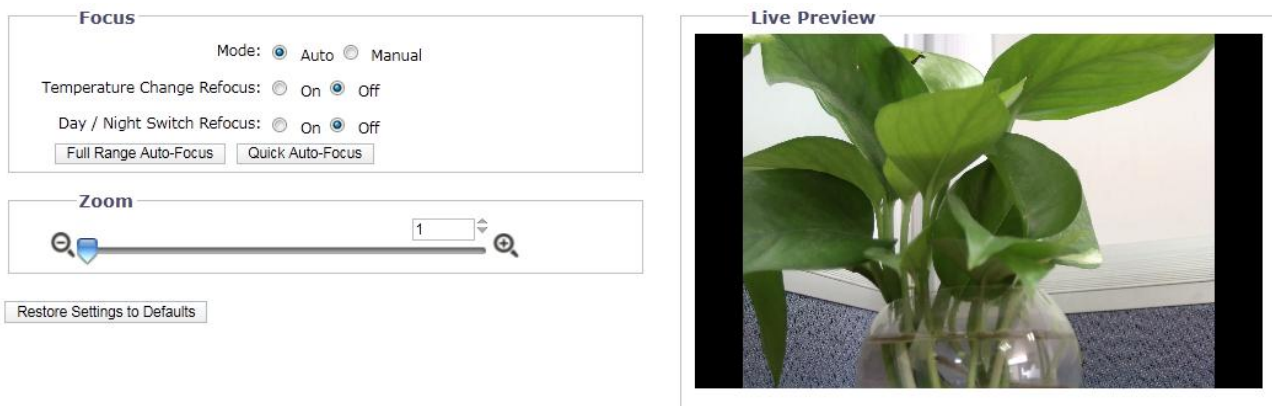 Focus
Mode: Auto Manual
Temperature Change Refocus: On Off
Day / Night Switch Refocus: On Off
Full Range Auto-Focus Quick Auto-Focus
Zoom
1
Restore Settings to Defaults
Live Preview